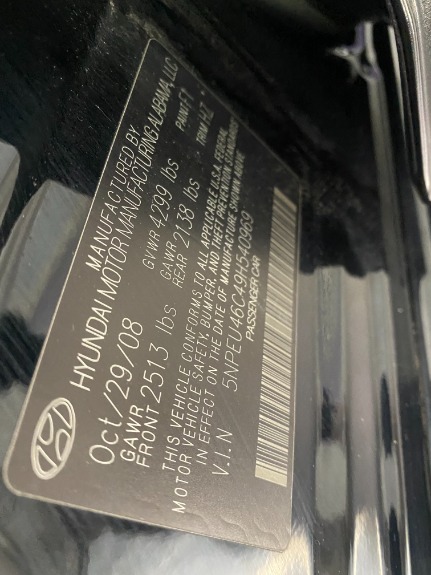 MANUFACTURED BY
HYUNDAI MOTOR MANUFACTURING ALABAMA, LLC
Oct/29/08 GVWR 4299 lbs PAINT F7
GAWR FRONT 2513 lbs GAWR REAR 2138 lbs TRIM HZ
THIS VEHICLE CONFORMS TO ALL APPLICABLE U.S.A. FEDERAL
MOTOR VEHICLE SAFETY, BUMPER, AND THEFT PREVENTION STANDARDS
IN EFFECT ON THE DATE OF MANUFACTURE SHOWN ABOVE.
V.I.N 5NPEU46C49H540969
PASSENGER CAR